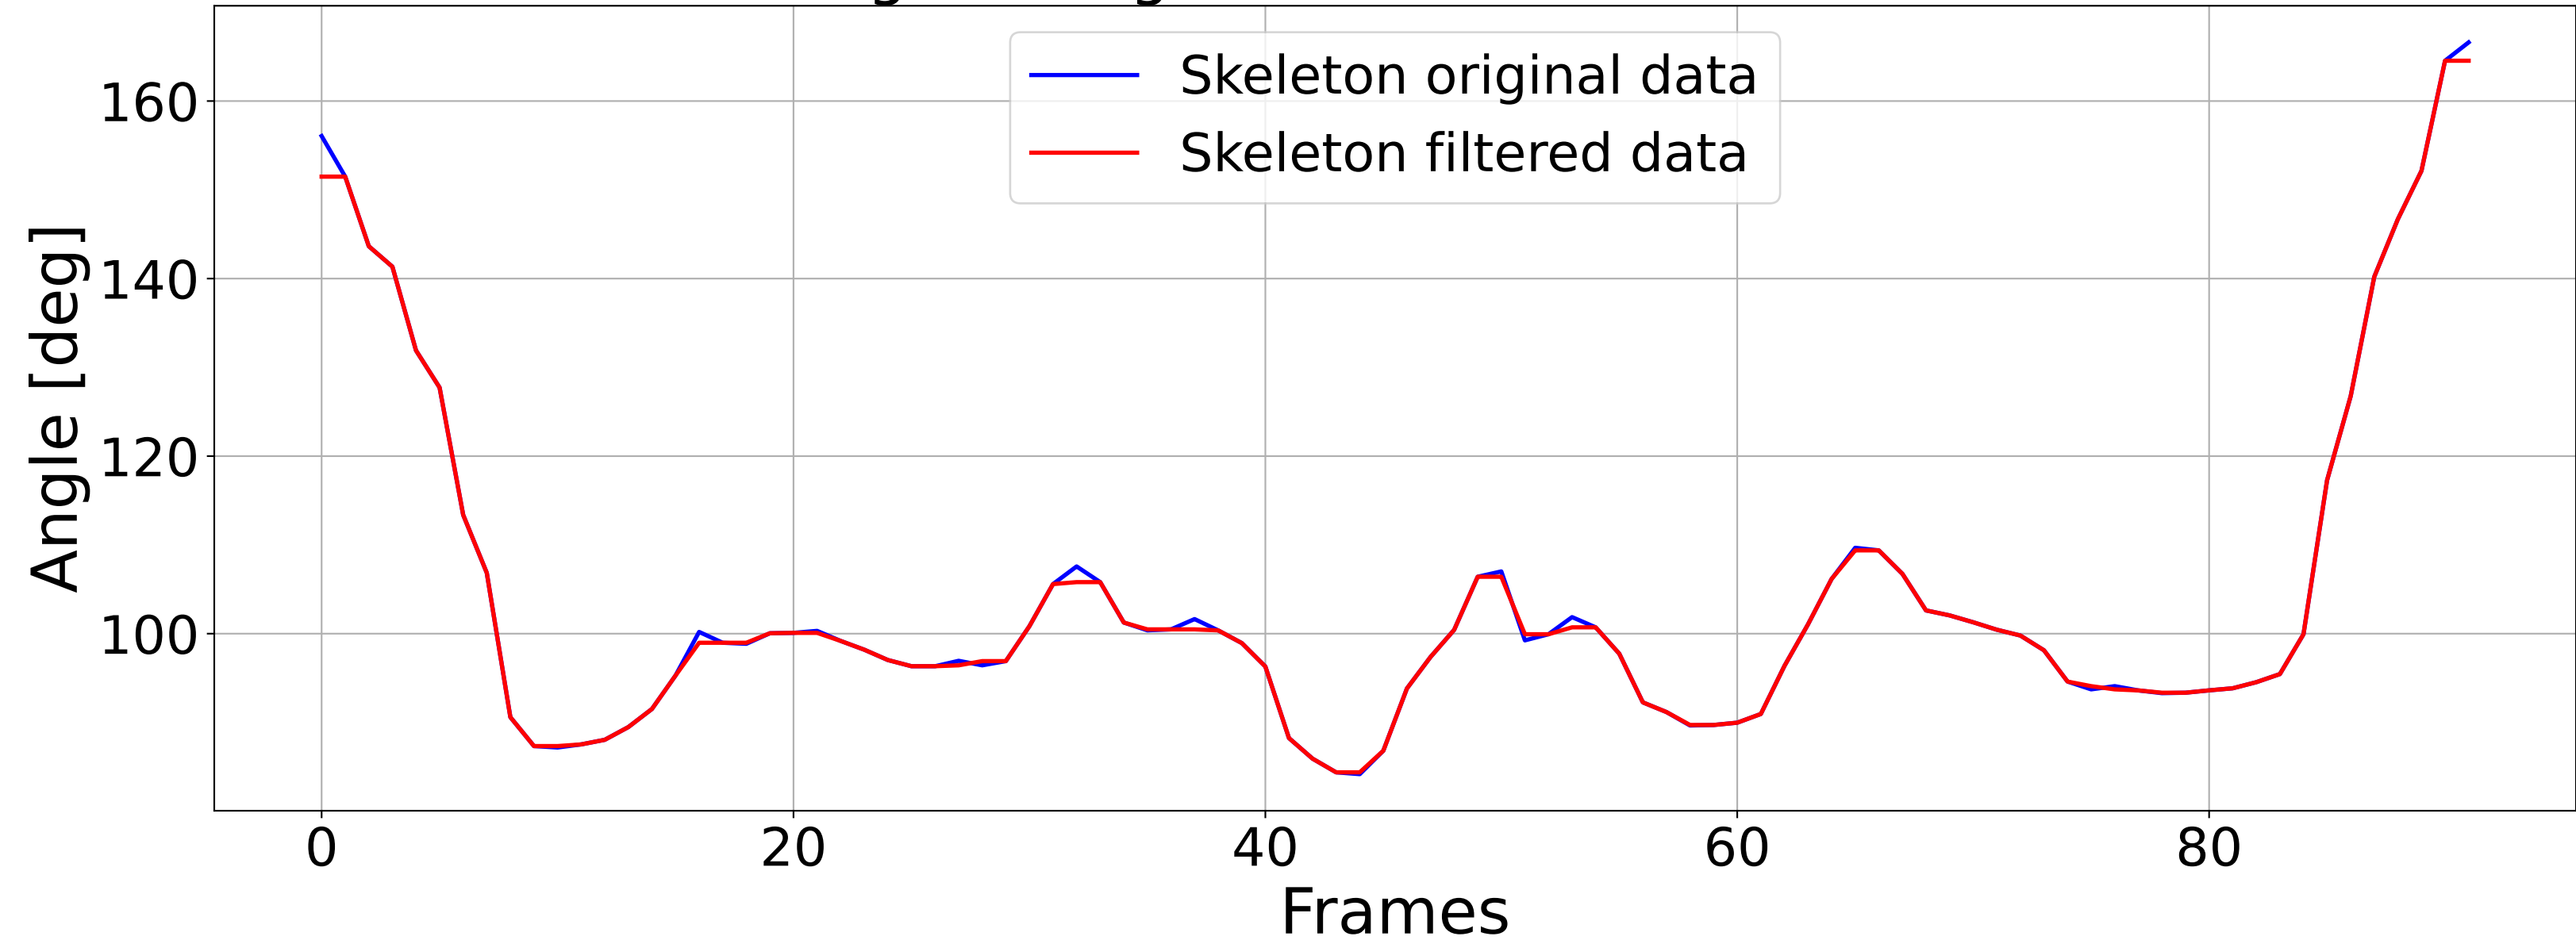 Skeleton original data
Skeleton filtered data
Angle [deg]
160
140
120
100
0 20 40 60 80
Frames